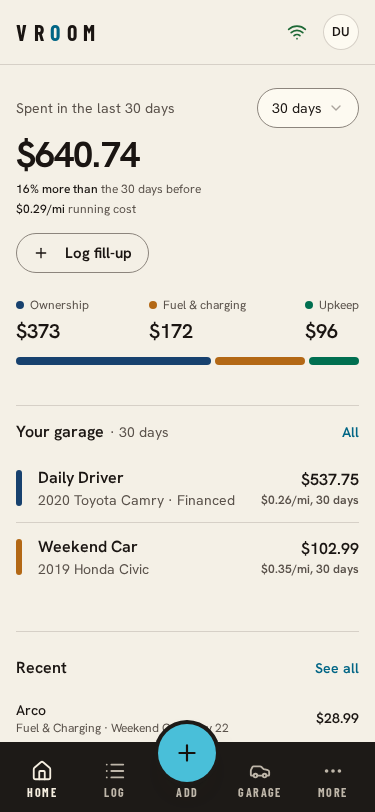 VROOM
DU
Spent in the last 30 days
30 days
$640.74
16% more than the 30 days before
$0.29/mi running cost
Log fill-up
Ownership
Fuel & charging
Upkeep
$373
$172
$96
Your garage · 30 days
All
Daily Driver
$537.75
2020 Toyota Camry · Financed
$0.26/mi, 30 days
Weekend Car
$102.99
2019 Honda Civic
$0.35/mi, 30 days
Recent
See all
Arco
$28.99
Fuel & Charging · Weekend
22
HOME
LOG
ADD
GARAGE
MORE